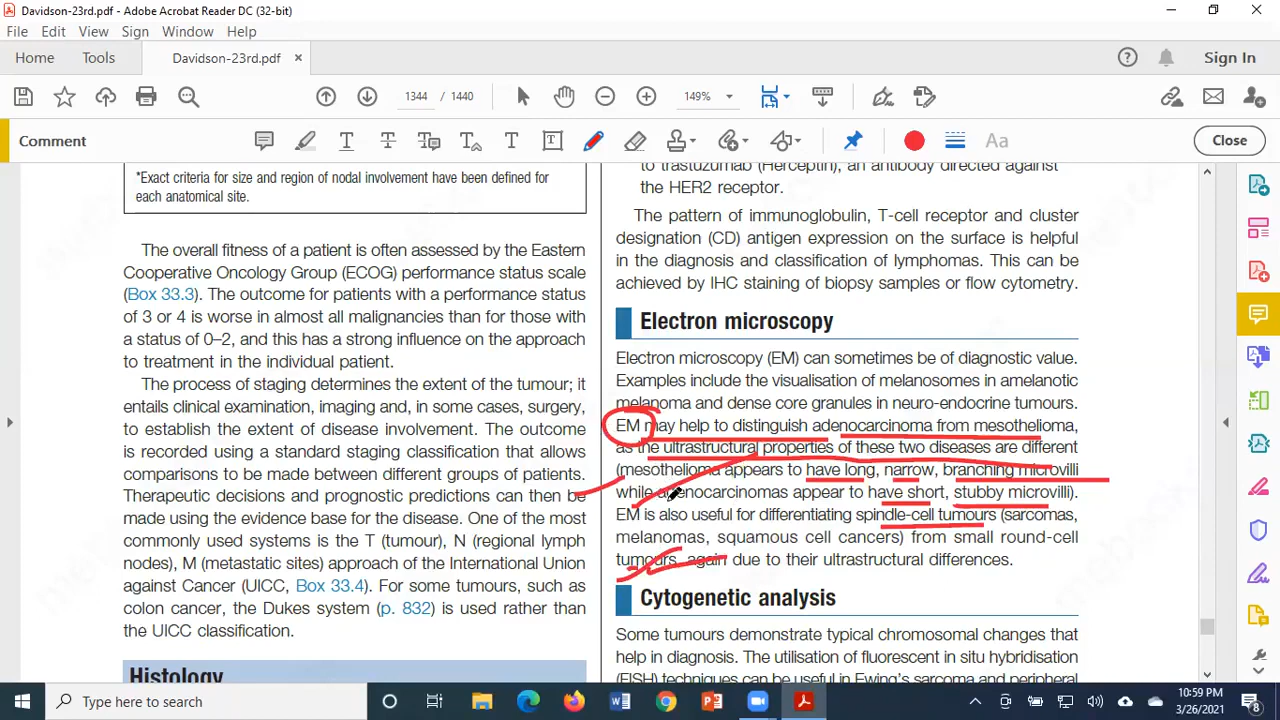 Davidson-23rd.pdf - Adobe Acrobat Reader DC (32-bit)
File Edit View Sign Window Help
Home Tools Davidson-23rd.pdf × Sign In
1344 / 1440 149%
Comment Aa Close
*Exact criteria for size and region of nodal involvement have been defined for
each anatomical site.
The overall fitness of a patient is often assessed by the Eastern
Cooperative Oncology Group (ECOG) performance status scale
(Box 33.3). The outcome for patients with a performance status
of 3 or 4 is worse in almost all malignancies than for those with
a status of 0–2, and this has a strong influence on the approach
to treatment in the individual patient.
The process of staging determines the extent of the tumour; it
entails clinical examination, imaging and, in some cases, surgery,
to establish the extent of disease involvement. The outcome
is recorded using a standard staging classification that allows
comparisons to be made between different groups of patients.
Therapeutic decisions and prognostic predictions can then be
made using the evidence base for the disease. One of the most
commonly used systems is the T (tumour), N (regional lymph
nodes), M (metastatic sites) approach of the International Union
against Cancer (UICC, Box 33.4). For some tumours, such as
colon cancer, the Dukes system (p. 832) is used rather than
the UICC classification.
Histology
to trastuzumab (Herceptin), an antibody directed against
the HER2 receptor.
The pattern of immunoglobulin, T-cell receptor and cluster
designation (CD) antigen expression on the surface is helpful
in the diagnosis and classification of lymphomas. This can be
achieved by IHC staining of biopsy samples or flow cytometry.
Electron microscopy
Electron microscopy (EM) can sometimes be of diagnostic value.
Examples include the visualisation of melanosomes in amelanotic
melanoma and dense core granules in neuro-endocrine tumours.
EM may help to distinguish adenocarcinoma from mesothelioma,
as the ultrastructural properties of these two diseases are different
(mesothelioma appears to have long, narrow, branching microvilli
while adenocarcinomas appear to have short, stubby microvilli).
EM is also useful for differentiating spindle-cell tumours (sarcomas,
melanomas, squamous cell cancers) from small round-cell
tumours, again due to their ultrastructural differences.
Cytogenetic analysis
Some tumours demonstrate typical chromosomal changes that
help in diagnosis. The utilisation of fluorescent in situ hybridisation
(FISH) techniques can be useful in Ewing's sarcoma and peripheral
Type here to search
10:59 PM
3/26/2021
8